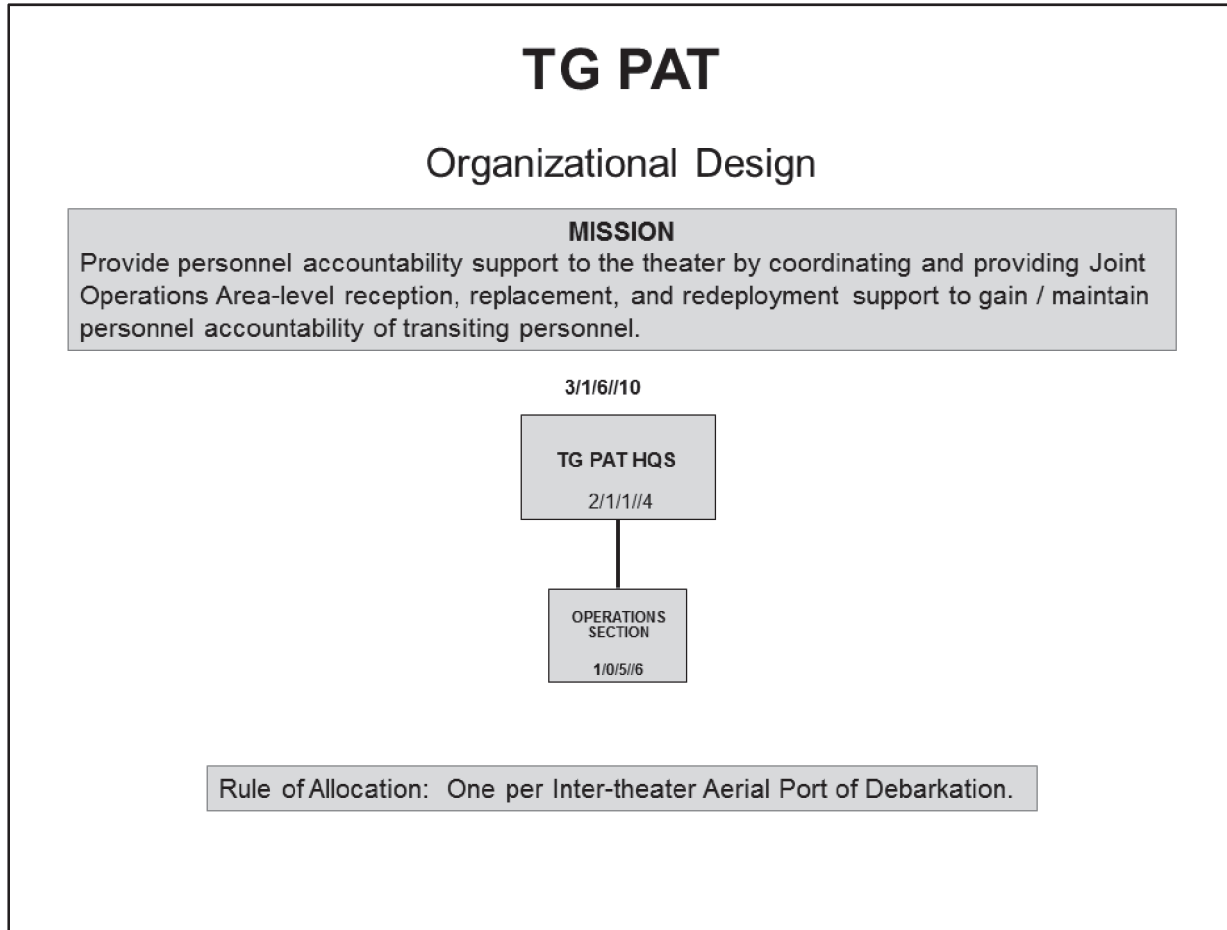 TG PAT
Organizational Design
MISSION
Provide personnel accountability support to the theater by coordinating and providing Joint
Operations Area-level reception, replacement, and redeployment support to gain / maintain
personnel accountability of transiting personnel.
3/1/6//10
TG PAT HQS
2/1/1//4
OPERATIONS
SECTION
1/0/5//6
Rule of Allocation: One per Inter-theater Aerial Port of Debarkation.